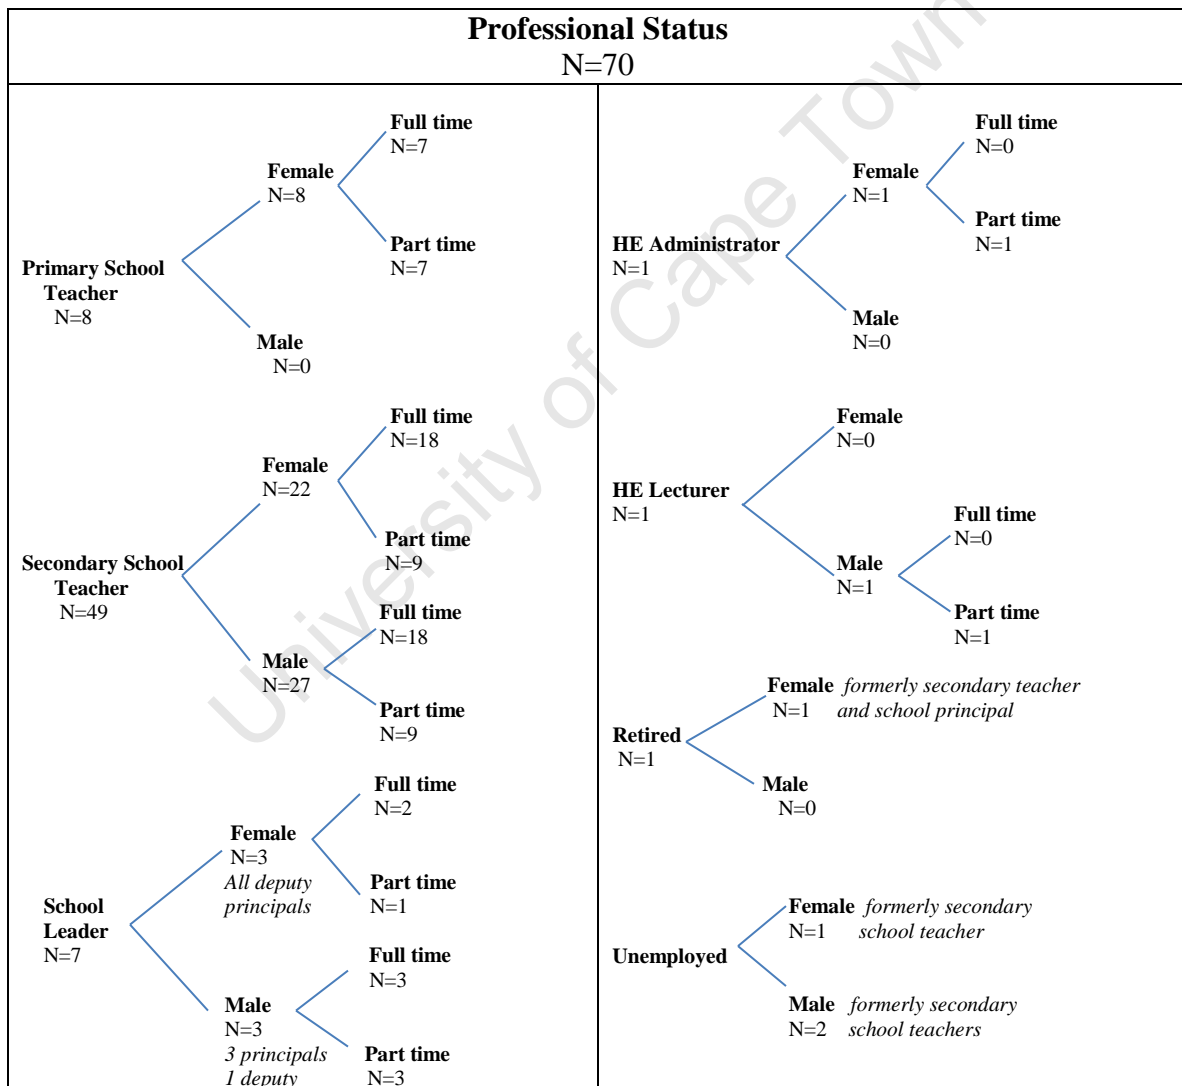 Professional Status
N=70
Full time
N=7
Female
N=8
Part time
N=7
Primary School
Teacher
N=8
Male
N=0
Full time
N=18
Female
N=22
Part time
N=9
Secondary School
Teacher
N=49
Full time
N=18
Male
N=27
Part time
N=9
Full time
N=2
Female
N=3
All deputy
principals
Part time
N=1
School
Leader
N=7
Full time
N=3
Male
N=3
3 principals
1 deputy
Part time
N=3
Full time
N=0
Female
N=1
Part time
N=1
HE Administrator
N=1
Male
N=0
Female
N=0
HE Lecturer
N=1
Full time
N=0
Male
N=1
Part time
N=1
Female formerly secondary teacher
N=1 and school principal
Retired
N=1
Male
N=0
Female formerly secondary
N=1 school teacher
Unemployed
Male formerly secondary
N=2 school teachers
University of Cape Town